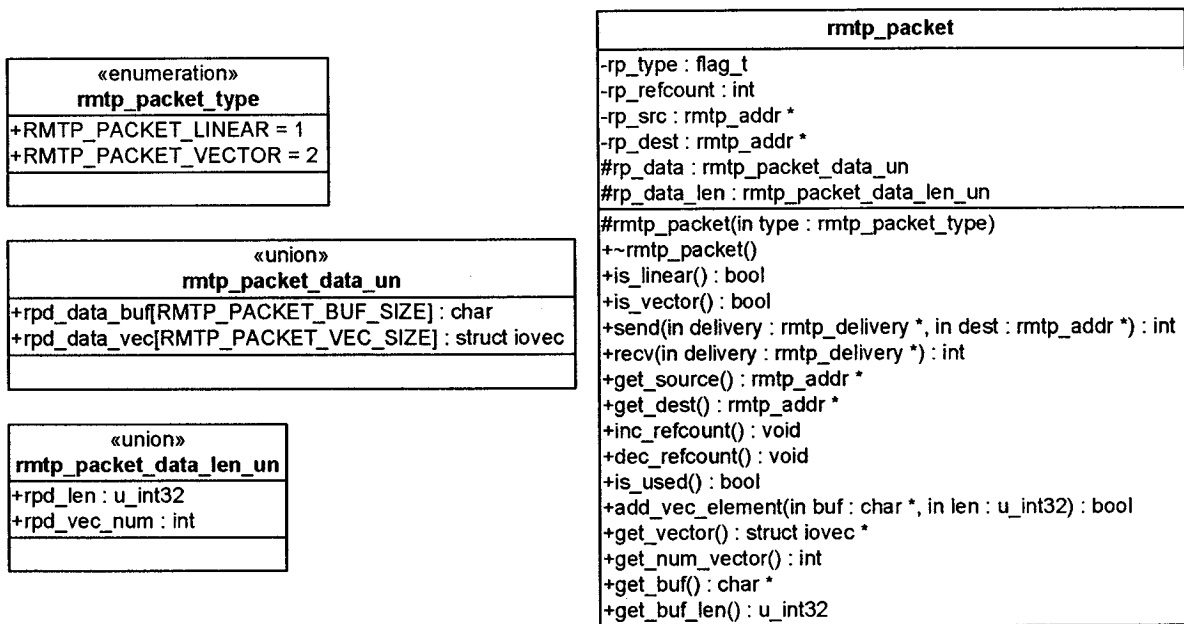 «enumeration»
rmtp_packet_type
+RMTP_PACKET_LINEAR = 1
+RMTP_PACKET_VECTOR = 2
«union»
rmtp_packet_data_un
+rpd_data_buf[RMTP_PACKET_BUF_SIZE] : char
+rpd_data_vec[RMTP_PACKET_VEC_SIZE] : struct iovec
«union»
rmtp_packet_data_len_un
+rpd_len : u_int32
+rpd_vec_num : int
rmtp_packet
-rp_type : flag_t
-rp_refcount : int
-rp_src : rmtp_addr *
-rp_dest : rmtp_addr *
#rp_data : rmtp_packet_data_un
#rp_data_len : rmtp_packet_data_len_un
#rmtp_packet(in type : rmtp_packet_type)
+~rmtp_packet()
+is_linear() : bool
+is_vector() : bool
+send(in delivery : rmtp_delivery *, in dest : rmtp_addr *) : int
+recv(in delivery : rmtp_delivery *) : int
+get_source() : rmtp_addr *
+get_dest() : rmtp_addr *
+inc_refcount() : void
+dec_refcount() : void
+is_used() : bool
+add_vec_element(in buf : char *, in len : u_int32) : bool
+get_vector() : struct iovec *
+get_num_vector() : int
+get_buf() : char *
+get_buf_len() : u_int32